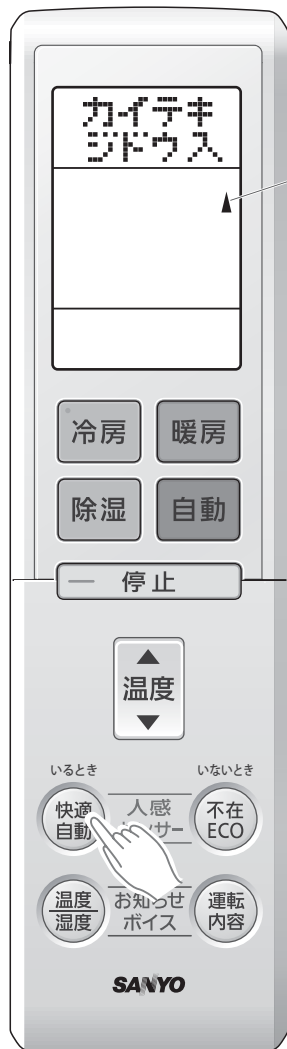 カイテキ
ジドウ入
冷房
暖房
除湿
自動
停止
温度
いるとき
いないとき
快適
自動
人感
センサー
不在
ECO
温度
湿度
お知らせ
ボイス
運転
内容
SANYO